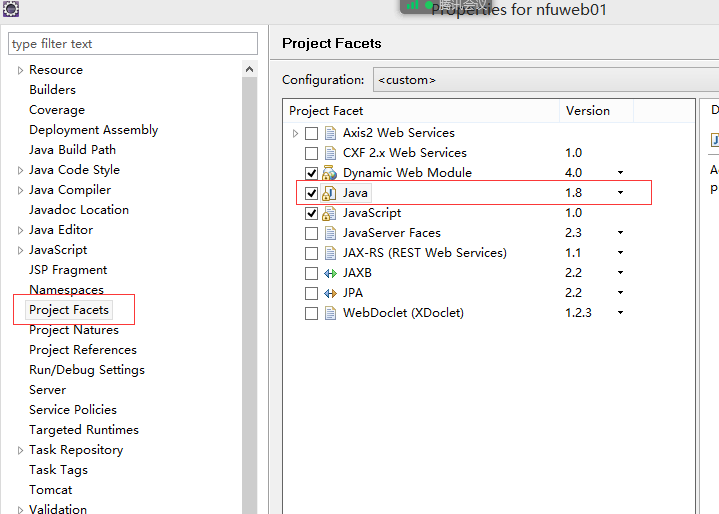 腾讯会议
Properties for nfuweb01
type filter text
Resource
Builders
Coverage
Deployment Assembly
Java Build Path
Java Code Style
Java Compiler
Javadoc Location
Java Editor
JavaScript
JSP Fragment
Namespaces
Project Facets
Project Natures
Project References
Run/Debug Settings
Server
Service Policies
Targeted Runtimes
Task Repository
Task Tags
Tomcat
Validation
Project Facets
Configuration: <custom>
Project Facet Version
Axis2 Web Services
CXF 2.x Web Services 1.0
Dynamic Web Module 4.0
Java 1.8
JavaScript 1.0
JavaServer Faces 2.3
JAX-RS (REST Web Services) 1.1
JAXB 2.2
JPA 2.2
WebDoclet (XDoclet) 1.2.3
D